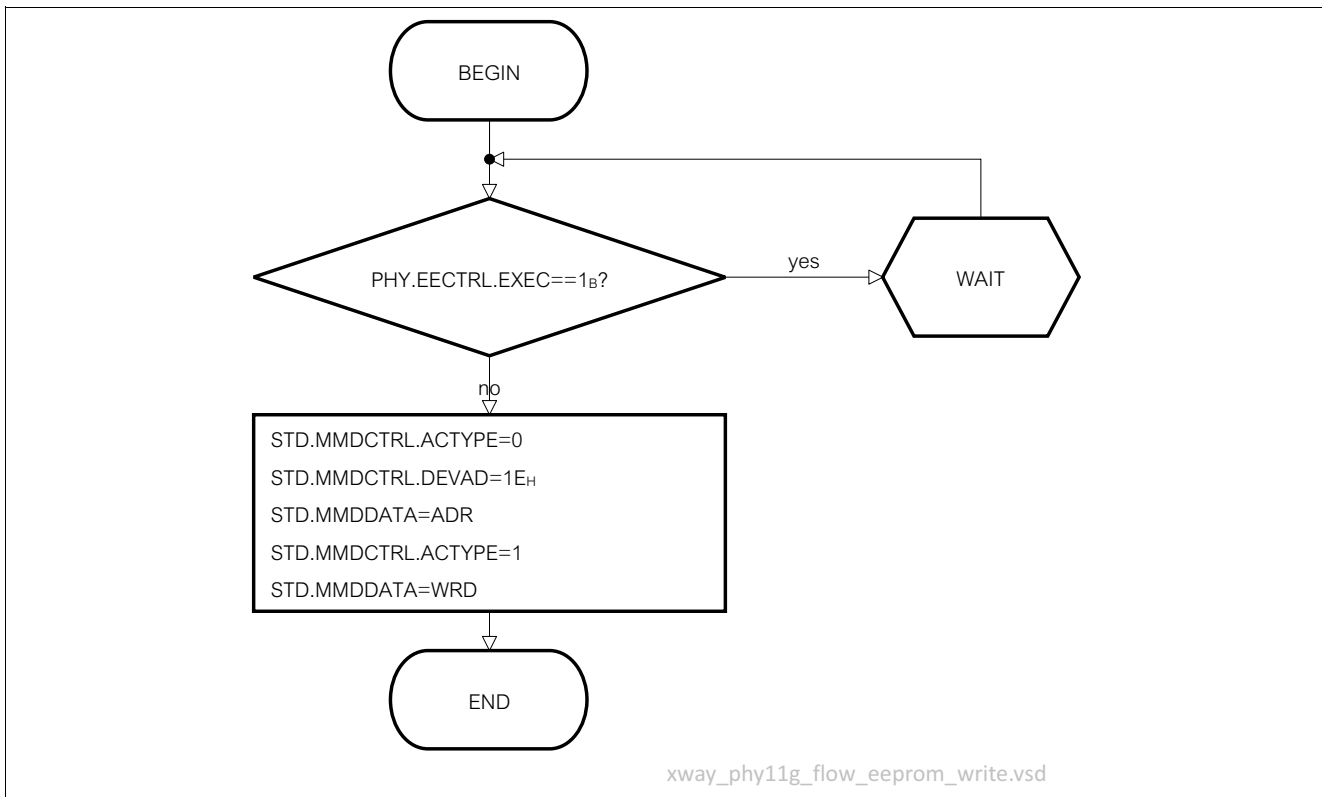 BEGIN
PHY.EECTRL.EXEC==1B?
yes
WAIT
no
STD.MMDCTRL.ACTYPE=0
STD.MMDCTRL.DEVAD=1EH
STD.MMDDATA=ADR
STD.MMDCTRL.ACTYPE=1
STD.MMDDATA=WRD
END
xway_phy11g_flow_eeprom_write.vsd